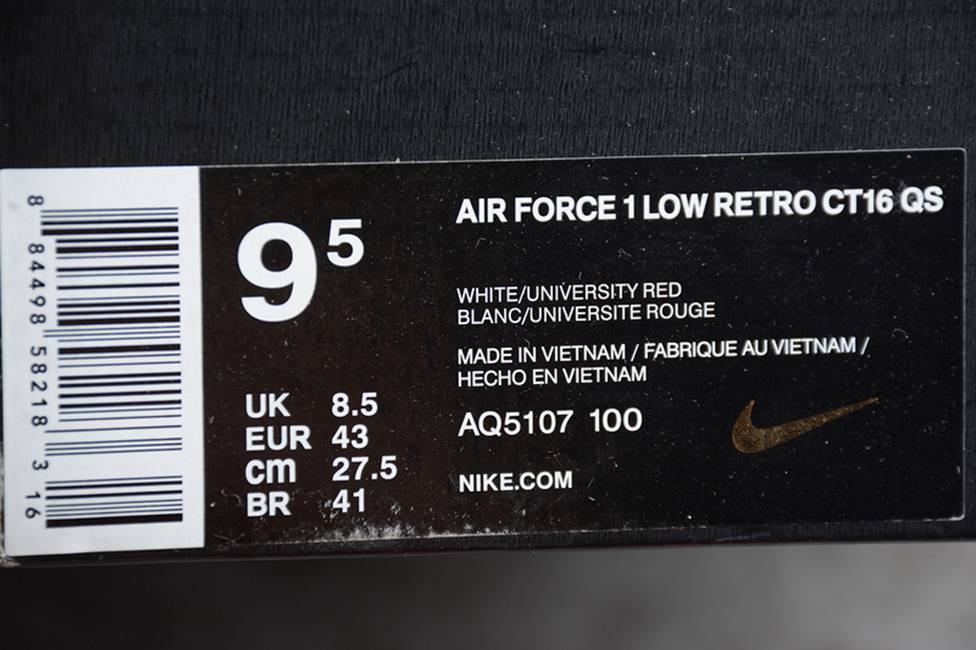 8 84498 58218 3 16
9 5
AIR FORCE 1 LOW RETRO CT16 QS
WHITE/UNIVERSITY RED
BLANC/UNIVERSITE ROUGE
MADE IN VIETNAM / FABRIQUE AU VIETNAM /
HECHO EN VIETNAM
UK 8.5
EUR 43
cm 27.5
BR 41
AQ5107 100
NIKE.COM